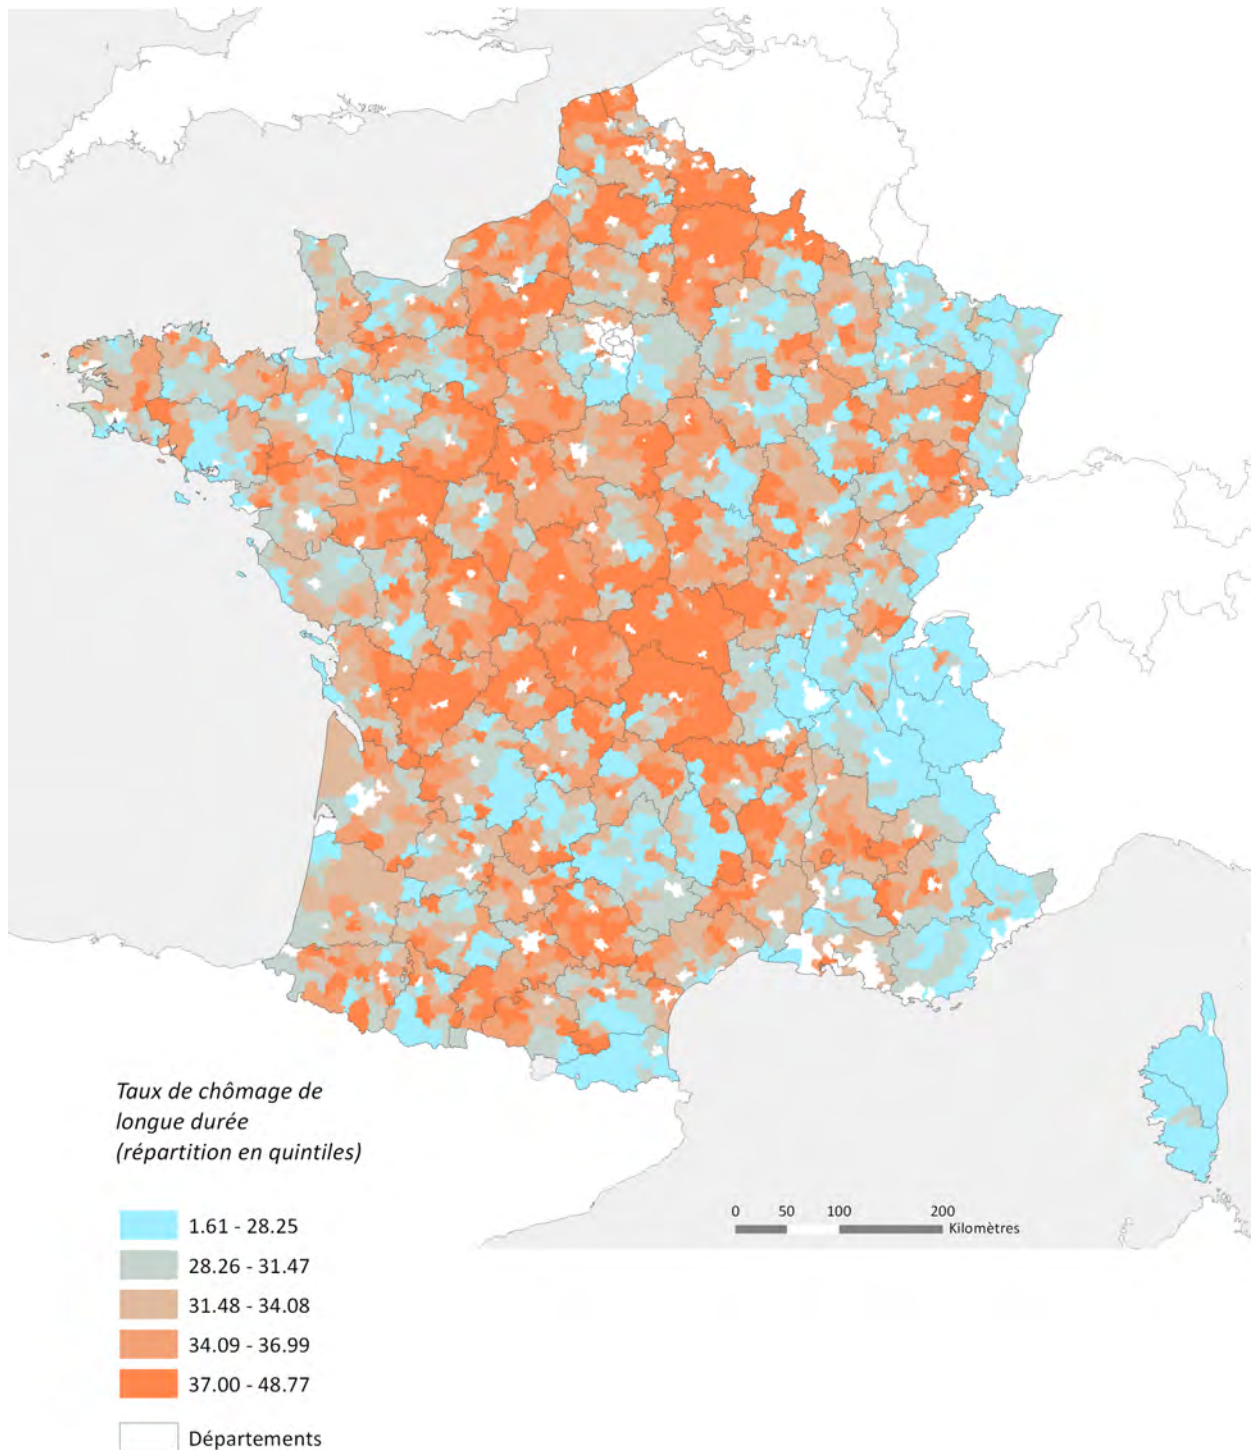 Taux de chômage de
longue durée
(répartition en quintiles)
1.61 - 28.25
28.26 - 31.47
31.48 - 34.08
34.09 - 36.99
37.00 - 48.77
Départements
0 50 100 200
Kilomètres